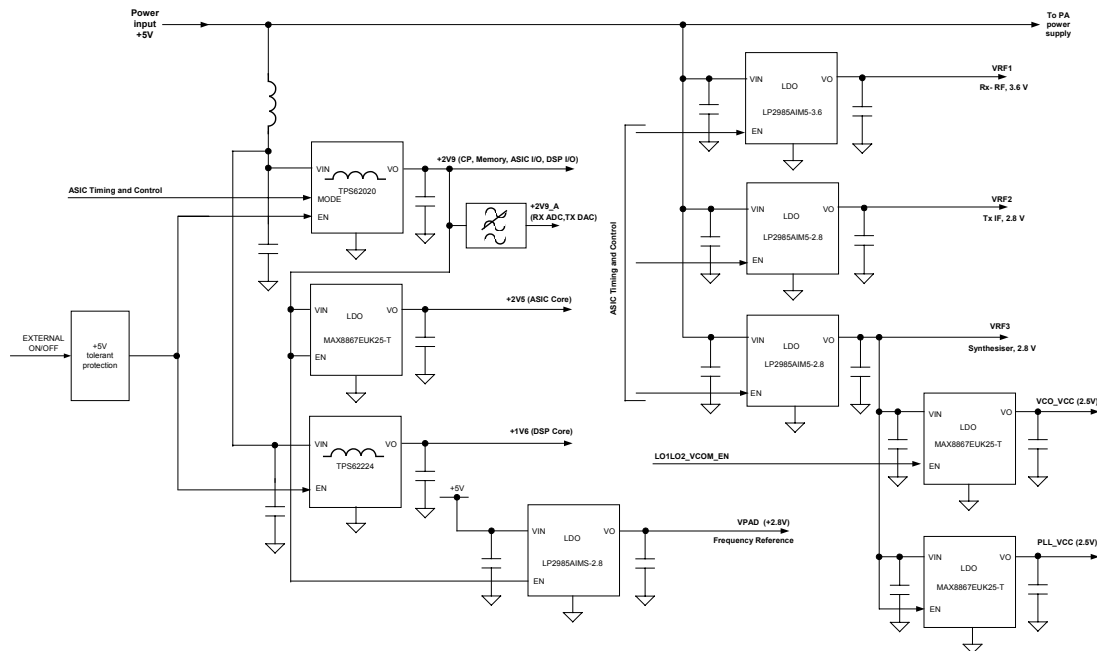 Power
input
+5V
To PA
power
supply
VIN
VO
LDO
LP2985AIM5-3.6
EN
VRF1
Rx- RF, 3.6 V
VIN
VO
TPS62020
MODE
EN
+2V9 (CP, Memory, ASIC I/O, DSP I/O)
ASIC Timing and Control
+2V9_A
(RX ADC,TX DAC)
VIN
VO
LDO
LP2985AIM5-2.8
EN
VRF2
Tx IF, 2.8 V
ASIC Timing and Control
VIN
VO
LDO
MAX8867EUK25-T
EN
+2V5 (ASIC Core)
EXTERNAL
ON/OFF
+5V
tolerant
protection
VIN
VO
LDO
LP2985AIM5-2.8
EN
VRF3
Synthesiser, 2.8 V
VIN
VO
LDO
MAX8867EUK25-T
EN
VCO_VCC (2.5V)
LO1LO2_VCOM_EN
VIN
VO
TPS62224
EN
+1V6 (DSP Core)
+5V
VIN
VO
LDO
LP2985AIMS-2.8
EN
VPAD (+2.8V)
Frequency Reference
VIN
VO
LDO
MAX8867EUK25-T
EN
PLL_VCC (2.5V)